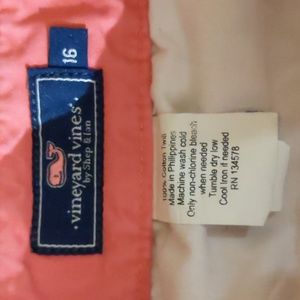 16
vineyard vines®
by Shep & Ian
100% Cotton Twill
Made in Philippines
Machine wash cold
Only non-chlorine bleach
when needed
Tumble dry low
Cool Iron if needed
RN 134578